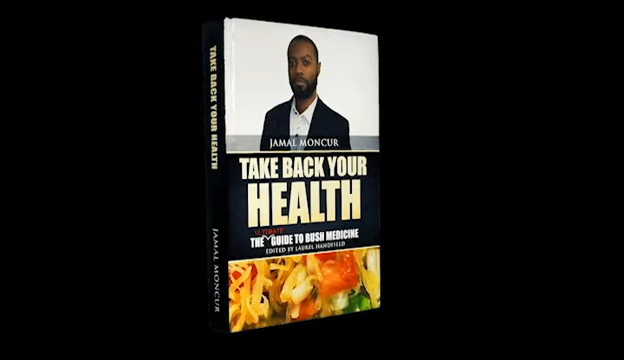 TAKE BACK YOUR HEALTH
JAMAL MONCUR
JAMAL MONCUR
TAKE BACK YOUR
HEALTH
ULTIMATE
THE GUIDE TO BUSH MEDICINE
EDITED BY LAUREL HANDFIELD